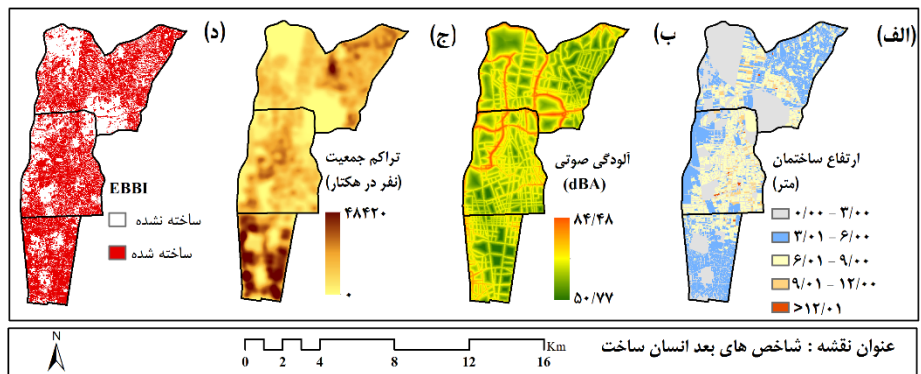 (الف)
ارتفاع ساختمان
(متر)
۰/۰۰ – ۳/۰۰
۳/۰۱ – ۶/۰۰
۶/۰۱ – ۹/۰۰
۹/۰۱ – ۱۲/۰۰
>۱۲/۰۱
(ب)
آلودگی صوتی
(dBA)
۸۴/۴۸
۵۰/۷۷
(ج)
تراکم جمعیت
(نفر در هکتار)
۴۸۴۲۰
۰
(د)
EBBI
ساخته نشده
ساخته شده
عنوان نقشه : شاخص های بعد انسان ساخت
Km
0 2 4 8 12 16
N